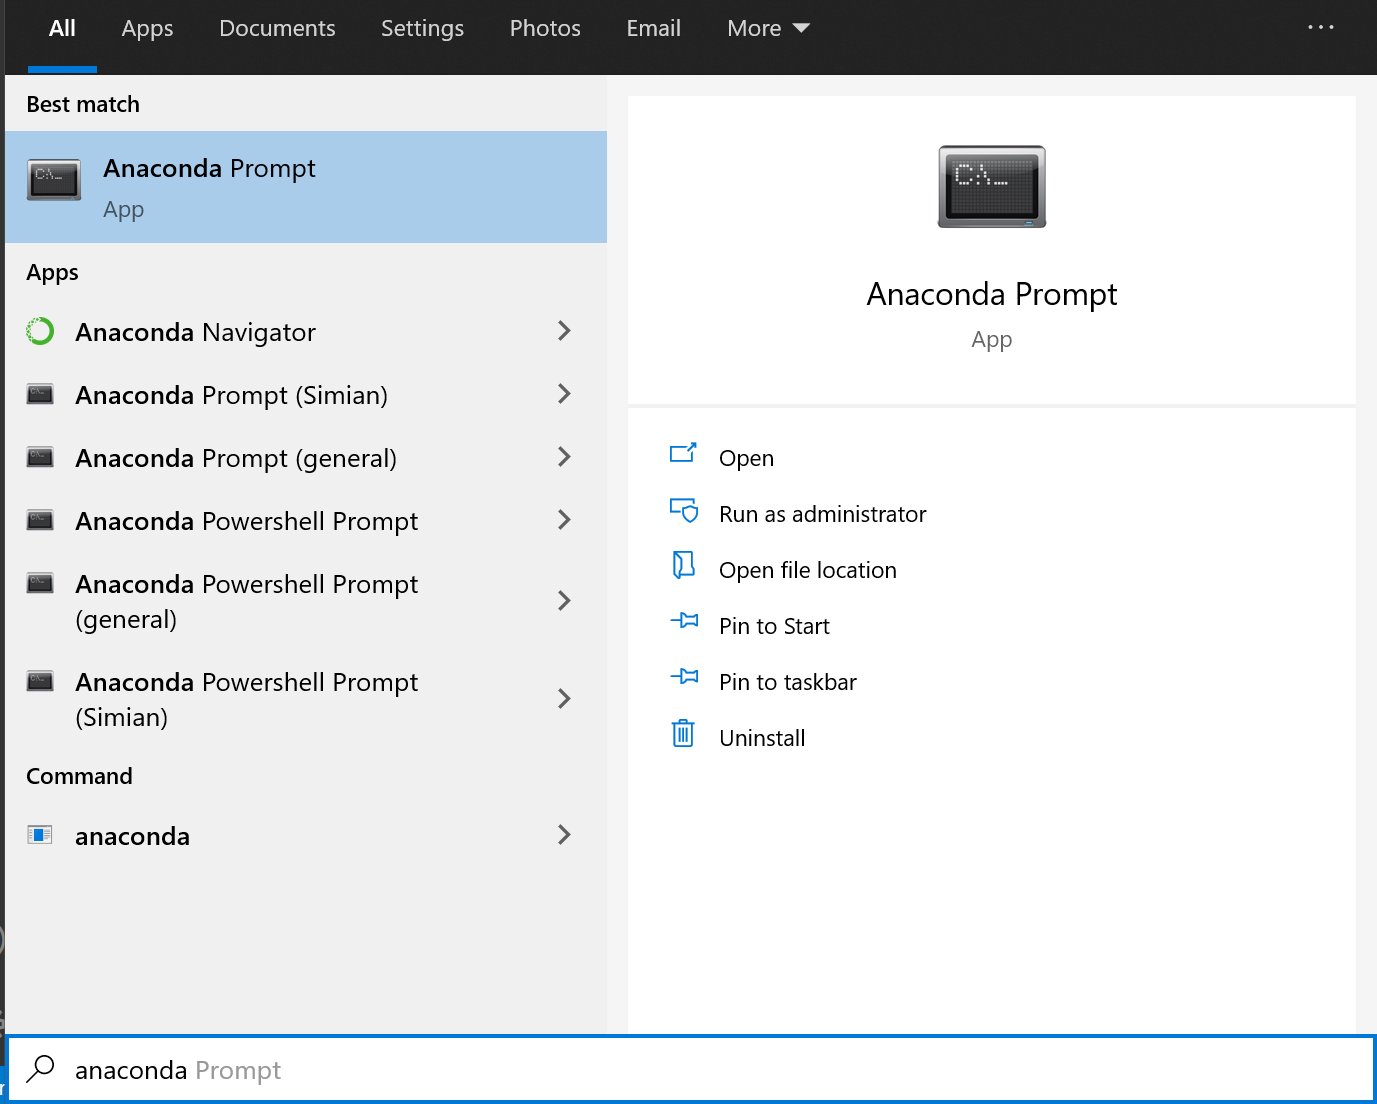 All Apps Documents Settings Photos Email More
Best match
Anaconda Prompt
App
Apps
Anaconda Navigator
Anaconda Prompt (Simian)
Anaconda Prompt (general)
Anaconda Powershell Prompt
Anaconda Powershell Prompt
(general)
Anaconda Powershell Prompt
(Simian)
Command
anaconda
C:\_
Anaconda Prompt
App
Open
Run as administrator
Open file location
Pin to Start
Pin to taskbar
Uninstall
anaconda Prompt